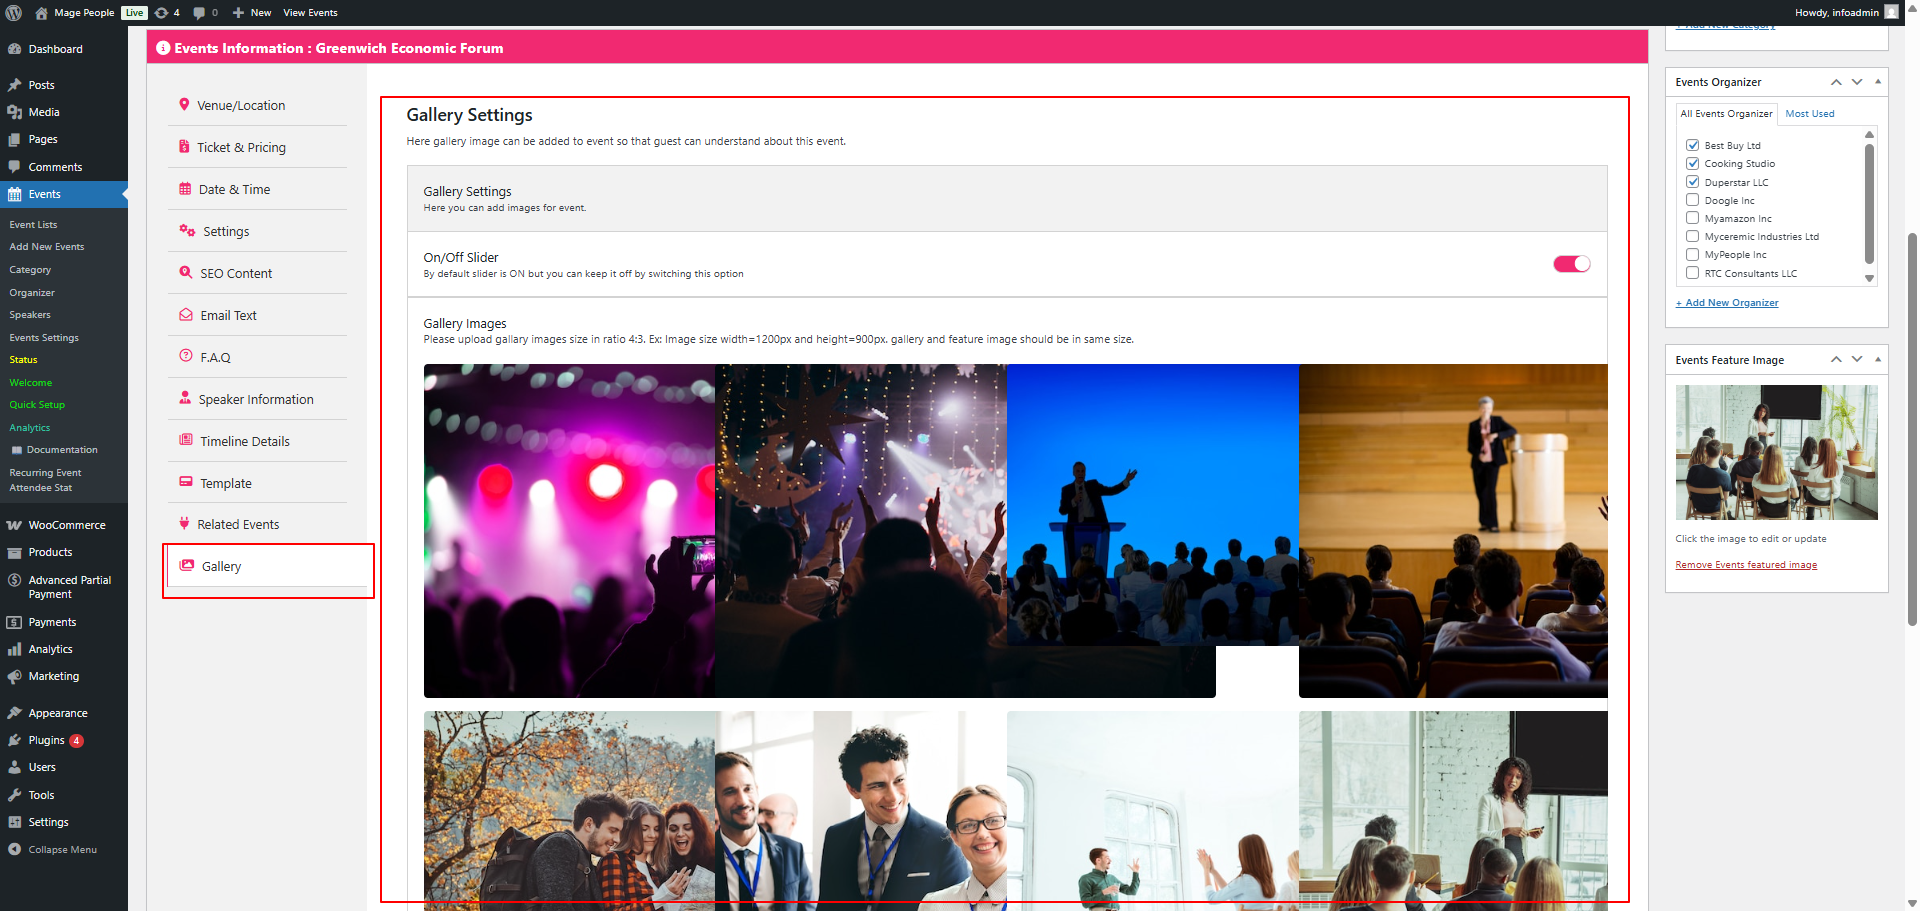 Mage People Live 4 0 New View Events
Howdy, infoadmin
Dashboard
Posts
Media
Pages
Comments
Events
Event Lists
Add New Events
Category
Organizer
Speakers
Events Settings
Status
Welcome
Quick Setup
Analytics
Documentation
Recurring Event
Attendee Stat
WooCommerce
Products
Advanced Partial
Payment
Payments
Analytics
Marketing
Appearance
Plugins 4
Users
Tools
Settings
Collapse Menu
Events Information : Greenwich Economic Forum
Venue/Location
Ticket & Pricing
Date & Time
Settings
SEO Content
Email Text
F.A.Q
Speaker Information
Timeline Details
Template
Related Events
Gallery
Gallery Settings
Here gallery image can be added to event so that guest can understand about this event.
Gallery Settings
Here you can add images for event.
On/Off Slider
By default slider is ON but you can keep it off by switching this option
Gallery Images
Please upload gallary images size in ratio 4:3. Ex: Image size width=1200px and height=900px. gallery and feature image should be in same size.
+ Add New Category
Events Organizer
All Events Organizer Most Used
Best Buy Ltd
Cooking Studio
Duperstar LLC
Doogle Inc
Myamazon Inc
Myceremic Industries Ltd
MyPeople Inc
RTC Consultants LLC
+ Add New Organizer
Events Feature Image
Click the image to edit or update
Remove Events featured image